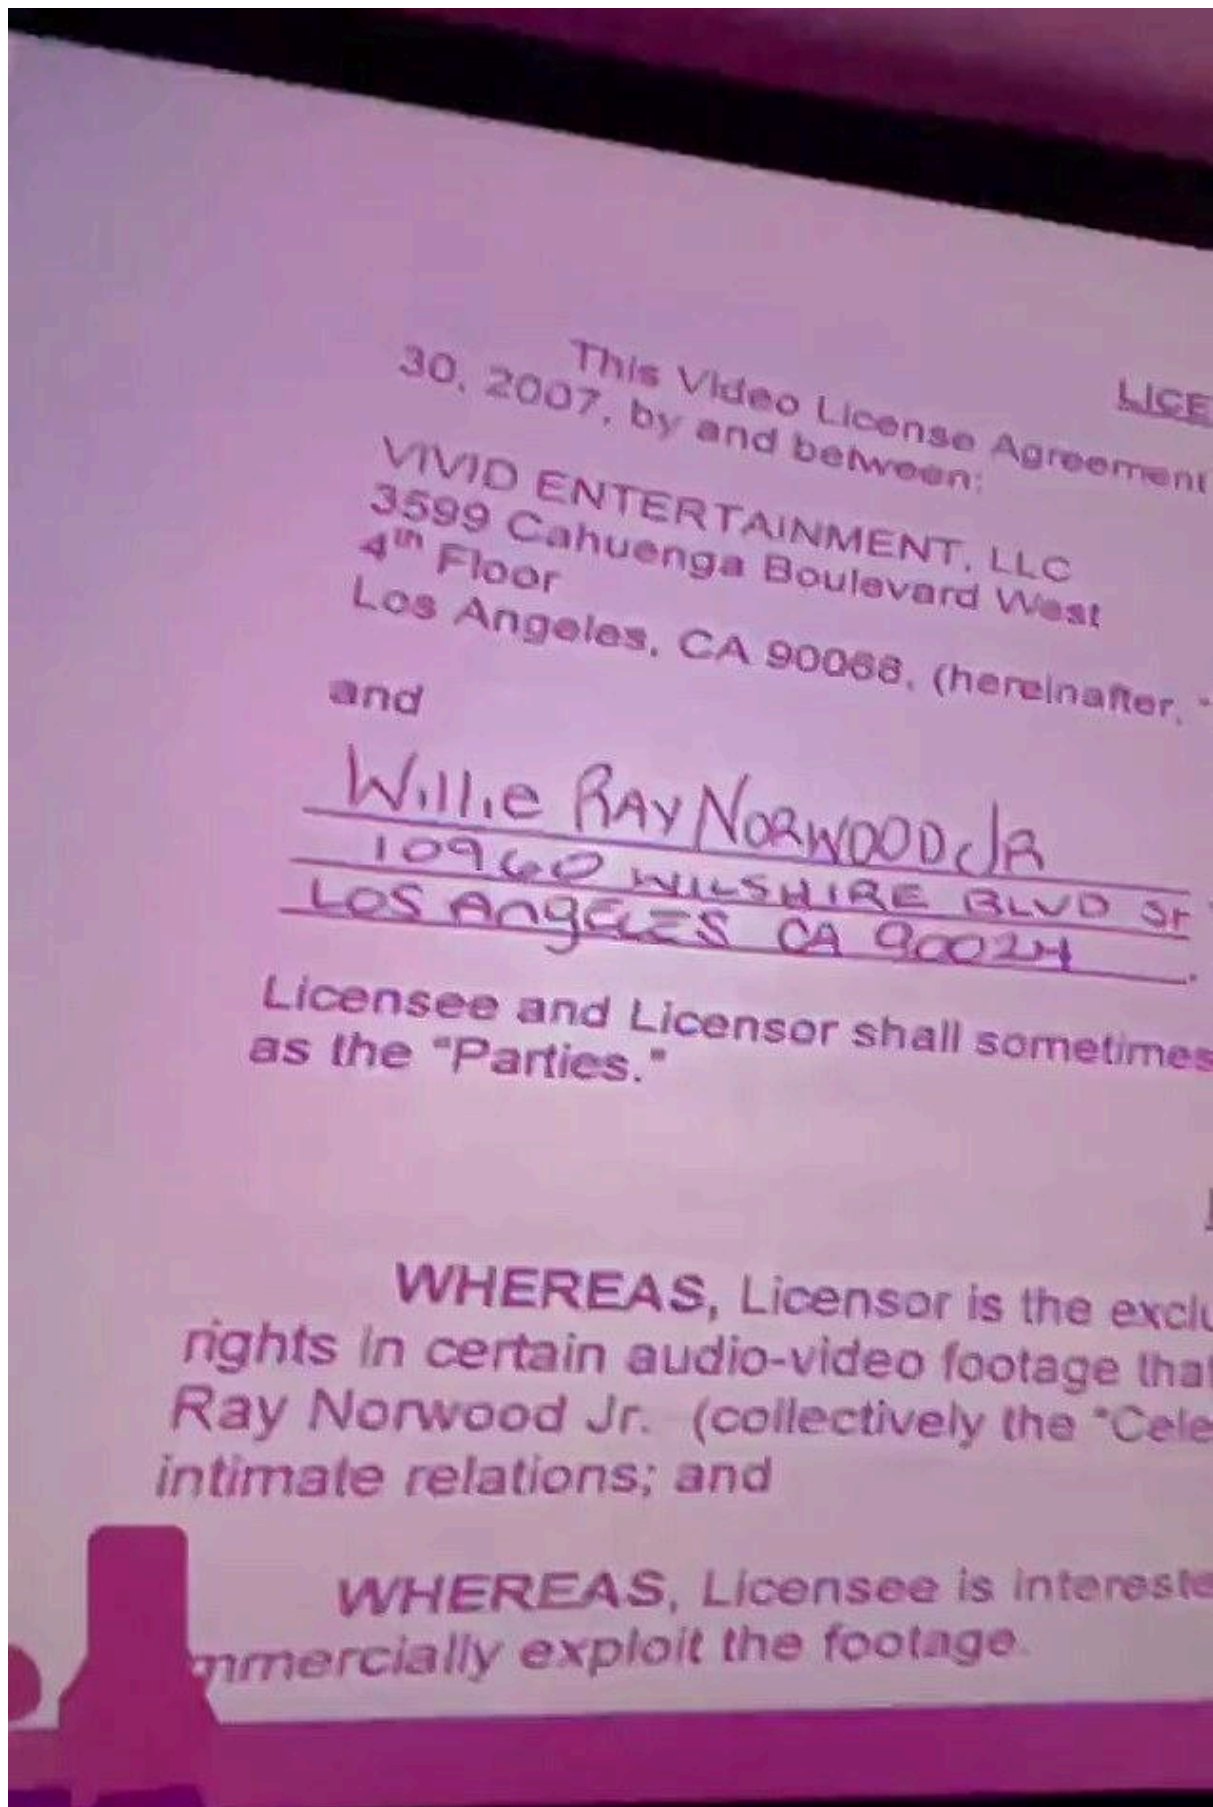 LICE
This Video License Agreement
30, 2007, by and between:
VIVID ENTERTAINMENT, LLC
3599 Cahuenga Boulevard West
4th Floor
Los Angeles, CA 90068, (hereinafter, "
and
Willie RAY NORWOOD JR
10960 WILSHIRE BLVD
LOS ANGELES CA 90024
Licensee and Licensor shall sometimes
as the "Parties."
WHEREAS, Licensor is the exclu
rights in certain audio-video footage that
Ray Norwood Jr. (collectively the "Cele
intimate relations; and
WHEREAS, Licensee is intereste
mmercially exploit the footage.